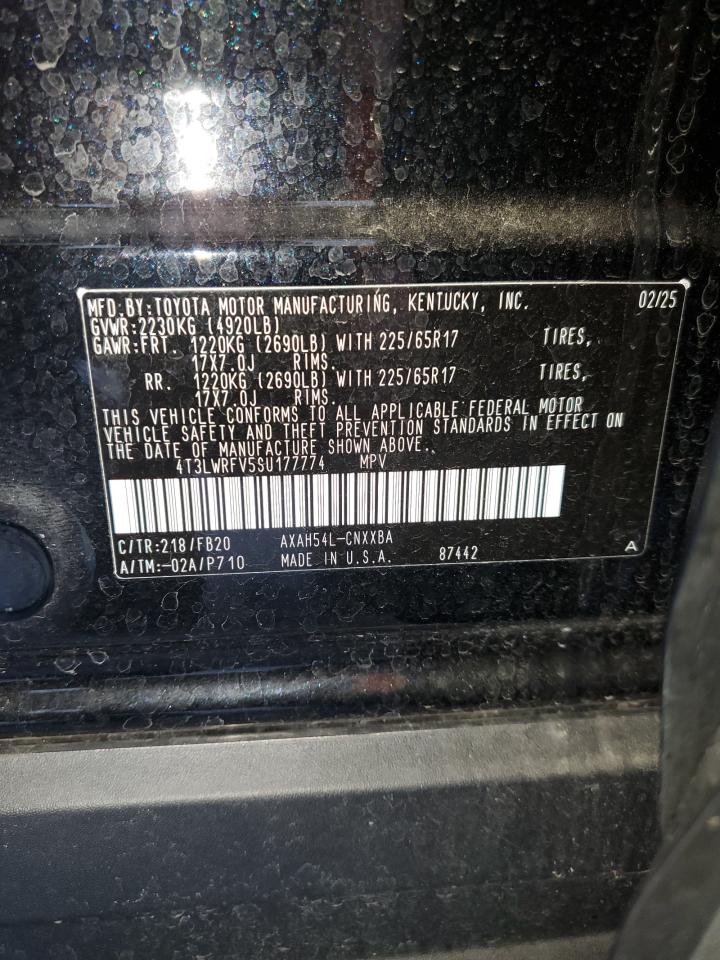 MFD.BY:TOYOTA MOTOR MANUFACTURING, KENTUCKY, INC. 02/25
GVWR:2230KG (4920LB)
GAWR:FRT. 1220KG (2690LB) WITH 225/65R17 TIRES,
17X7.0J RIMS.
RR. 1220KG (2690LB) WITH 225/65R17 TIRES,
17X7.0J RIMS.
THIS VEHICLE CONFORMS TO ALL APPLICABLE FEDERAL MOTOR
VEHICLE SAFETY AND THEFT PREVENTION STANDARDS IN EFFECT ON
THE DATE OF MANUFACTURE SHOWN ABOVE.
4T3LWRFV5SU177774 MPV
C/TR:218/FB20 AXAH54L-CNXXBA
A/TM:-02A/P710 MADE IN U.S.A. 87442 A